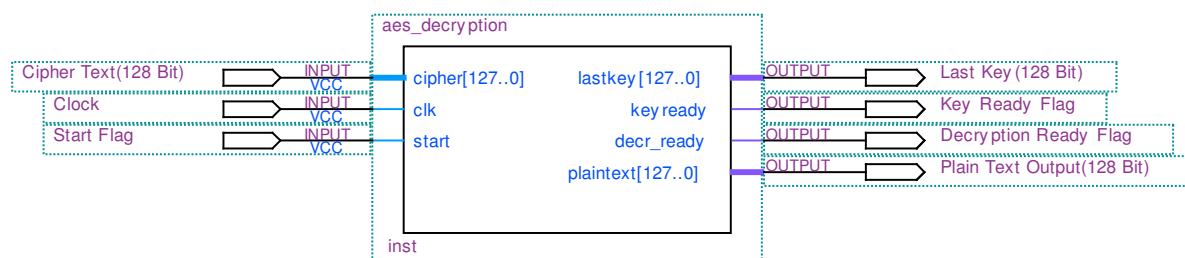 aes_decryption
Cipher Text(128 Bit) INPUT VCC cipher[127..0] lastkey[127..0] OUTPUT Last Key (128 Bit)
Clock INPUT VCC clk key ready OUTPUT Key Ready Flag
Start Flag INPUT VCC start decr_ready OUTPUT Decryption Ready Flag
plaintext[127..0] OUTPUT Plain Text Output(128 Bit)
inst